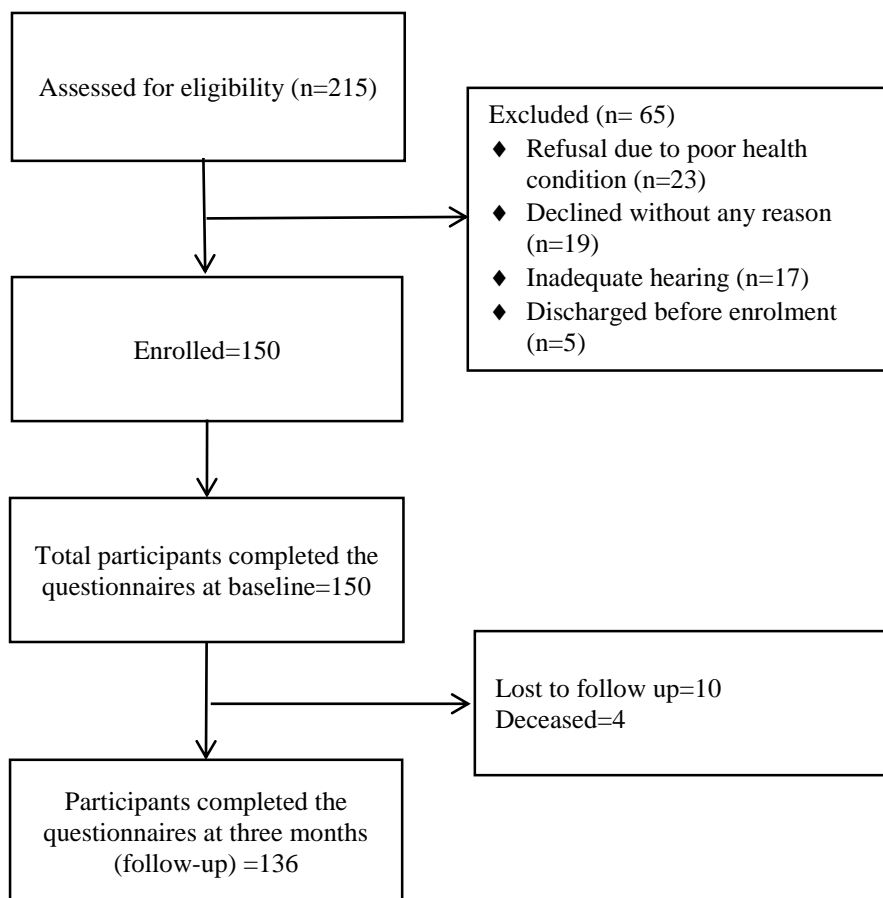 Assessed for eligibility (n=215)
Excluded (n= 65)
♦ Refusal due to poor health
condition (n=23)
♦ Declined without any reason
(n=19)
♦ Inadequate hearing (n=17)
♦ Discharged before enrolment
(n=5)
Enrolled=150
Total participants completed the
questionnaires at baseline=150
Lost to follow up=10
Deceased=4
Participants completed the
questionnaires at three months
(follow-up) =136